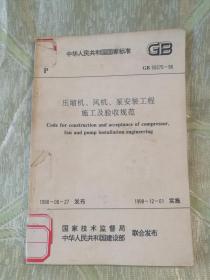 中华人民共和国国家标准
GB
P
GB 50275-98
压缩机、风机、泵安装工程
施工及验收规范
Code for construction and acceptance of compressor,
fan and pump installation engineering
1998-08-27 发布
1998-12-01 实施
国家技术监督局
中华人民共和国建设部
联合发布